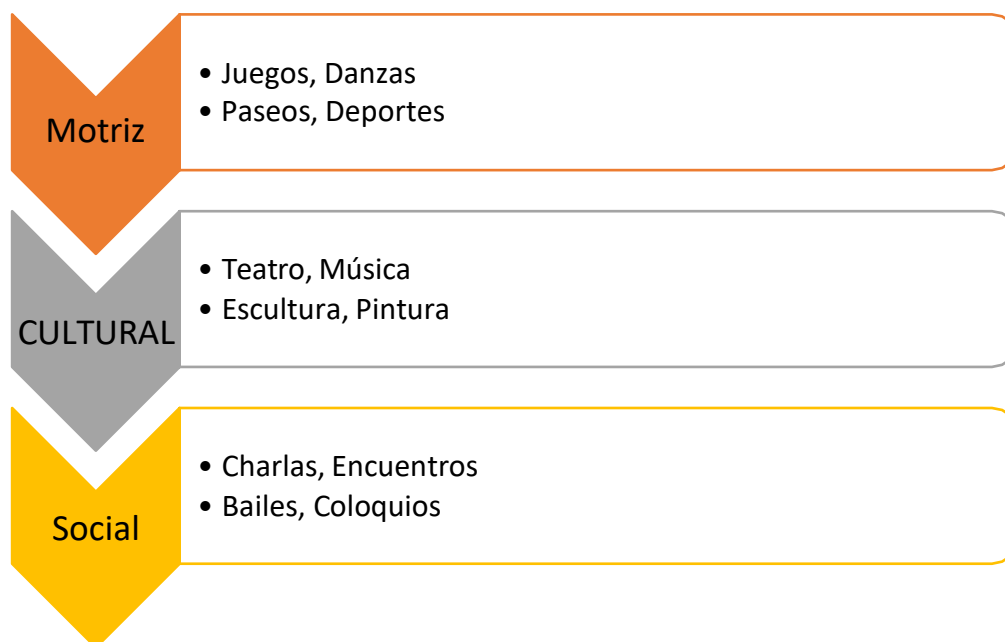 Motriz
• Juegos, Danzas
• Paseos, Deportes
CULTURAL
• Teatro, Música
• Escultura, Pintura
Social
• Charlas, Encuentros
• Bailes, Coloquios